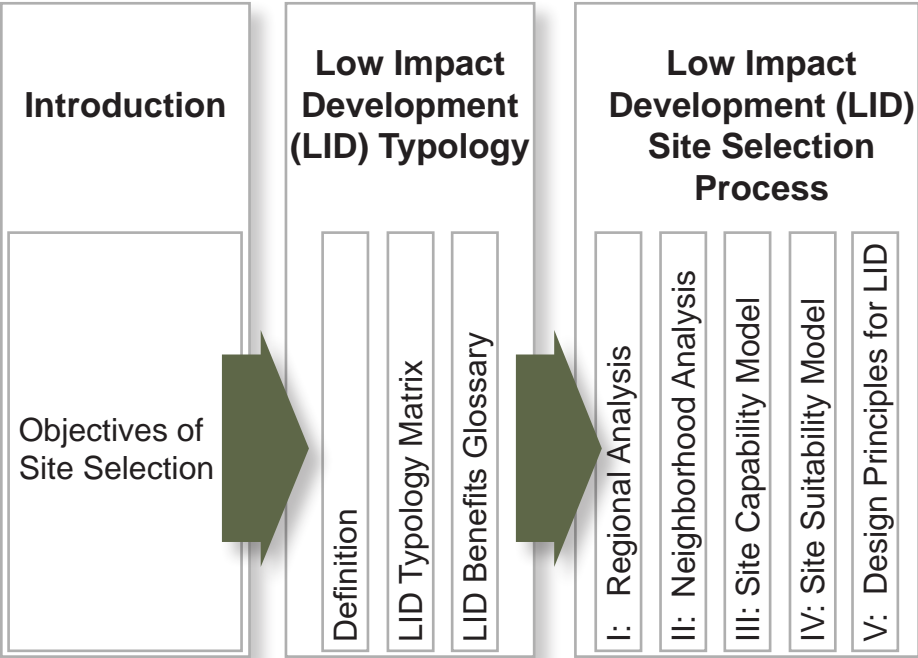 Introduction
Objectives of
Site Selection
Low Impact
Development
(LID) Typology
Definition
LID Typology Matrix
LID Benefits Glossary
Low Impact
Development (LID)
Site Selection
Process
I: Regional Analysis
II: Neighborhood Analysis
III: Site Capability Model
IV: Site Suitability Model
V: Design Principles for LID